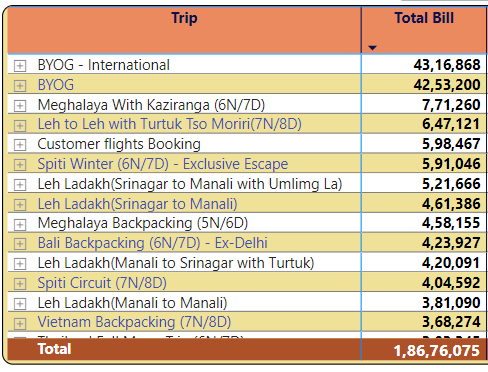 Trip Total Bill
BYOG - International 43,16,868
BYOG 42,53,200
Meghalaya With Kaziranga (6N/7D) 7,71,260
Leh to Leh with Turtuk Tso Moriri(7N/8D) 6,47,121
Customer flights Booking 5,98,467
Spiti Winter (6N/7D) - Exclusive Escape 5,91,046
Leh Ladakh(Srinagar to Manali with Umlimg La) 5,21,666
Leh Ladakh(Srinagar to Manali) 4,61,386
Meghalaya Backpacking (5N/6D) 4,58,155
Bali Backpacking (6N/7D) - Ex-Delhi 4,23,927
Leh Ladakh(Manali to Srinagar with Turtuk) 4,20,091
Spiti Circuit (7N/8D) 4,04,592
Leh Ladakh(Manali to Manali) 3,81,090
Vietnam Backpacking (7N/8D) 3,68,274
Total 1,86,76,075